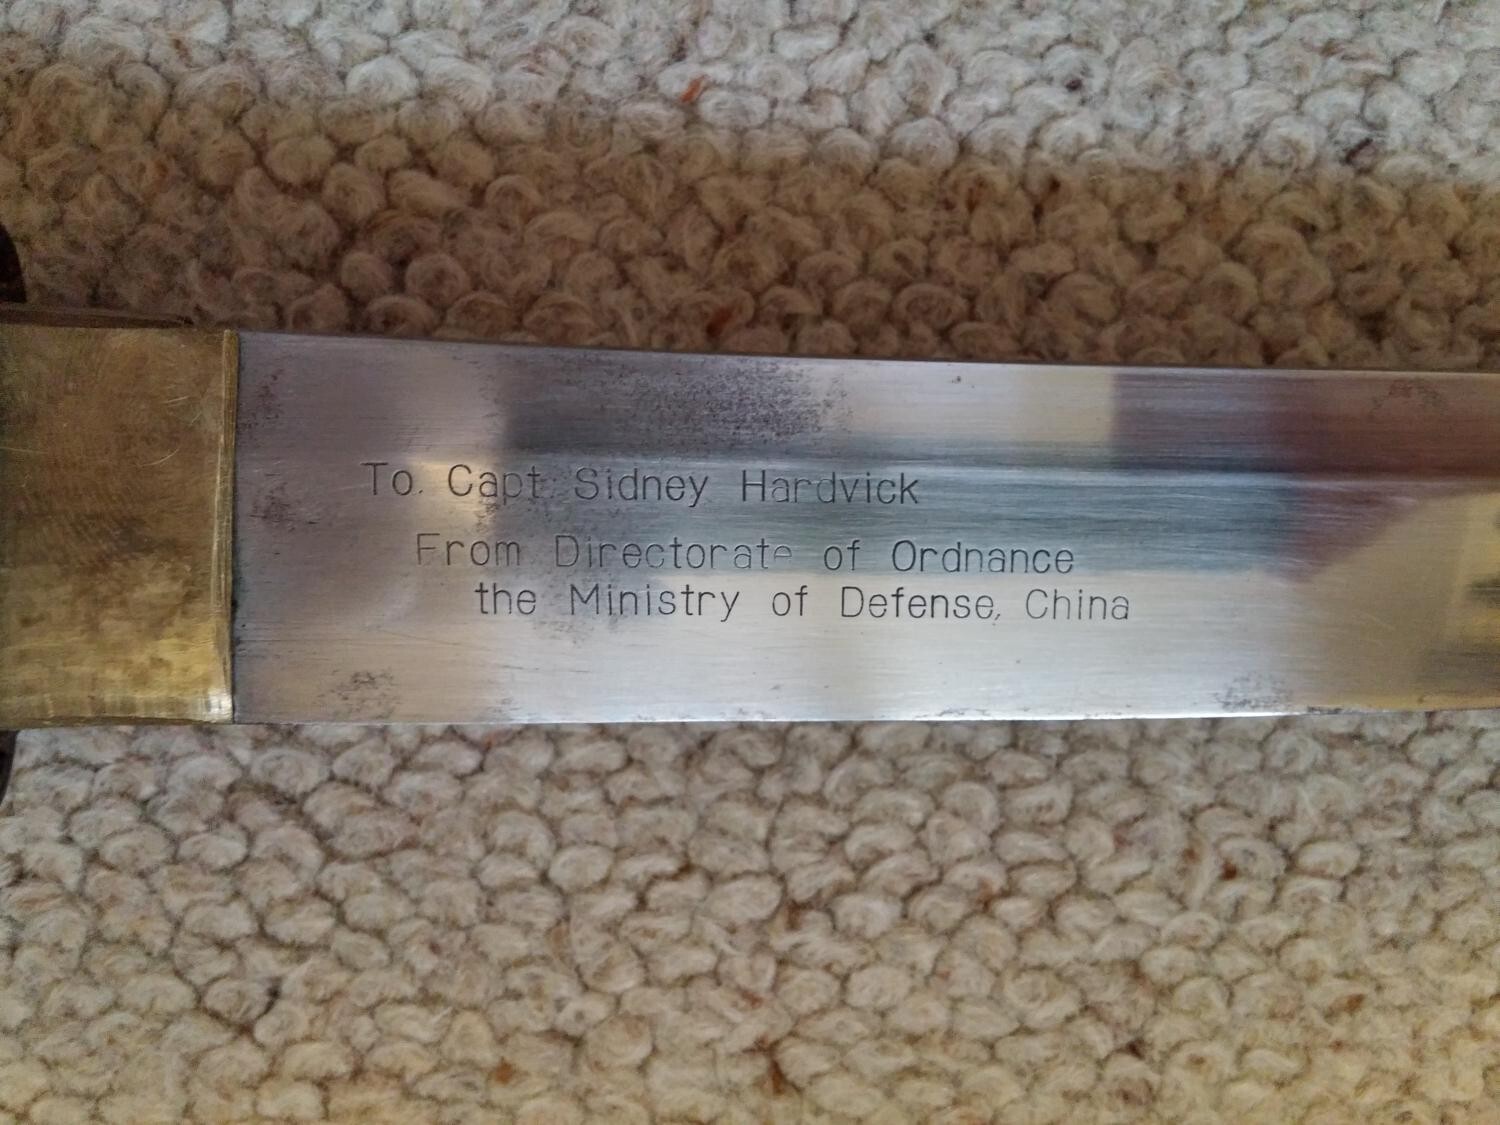 To. Capt. Sidney Hardvick
From Directorate of Ordnance
the Ministry of Defense, China